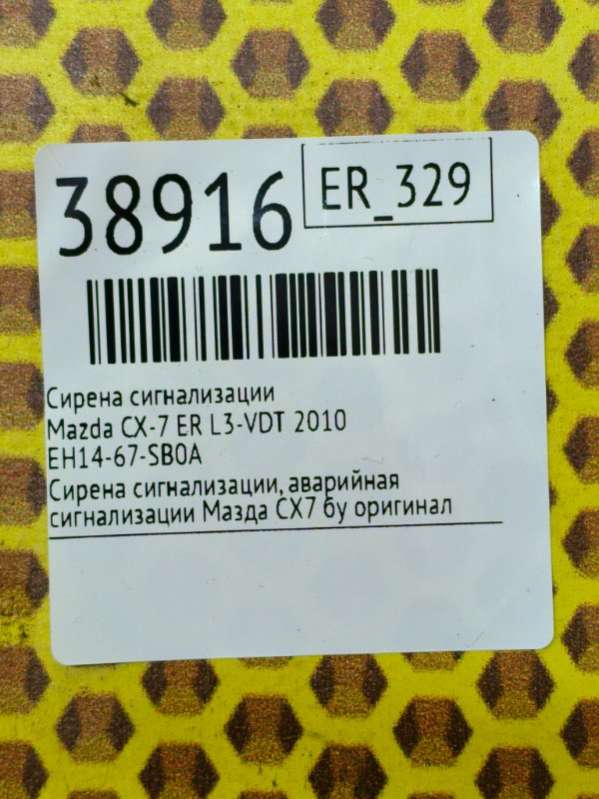 38916
ER_329
Сирена сигнализации
Mazda CX-7 ER L3-VDT 2010
EH14-67-SB0A
Сирена сигнализации, аварийная
сигнализации Мазда СХ7 бу оригинал